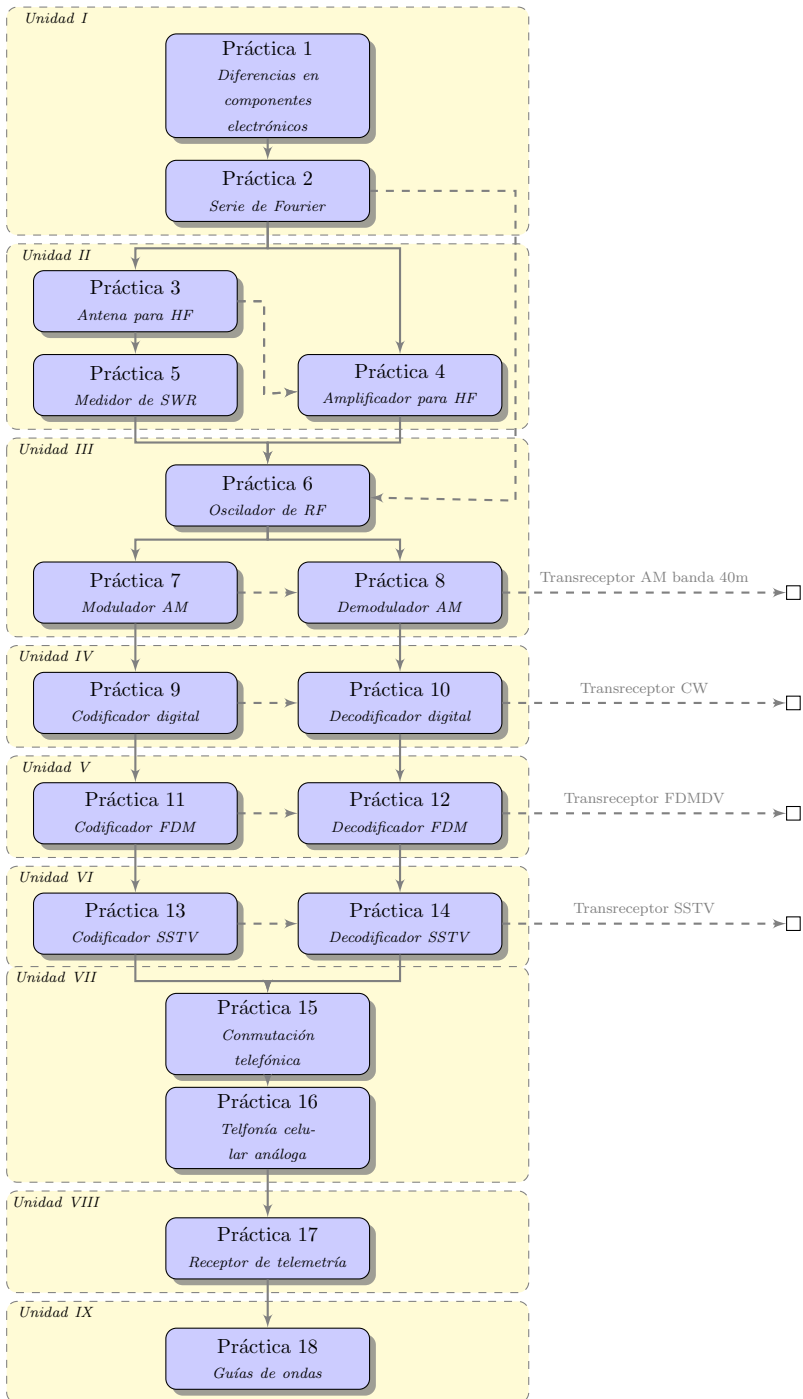 Unidad I
Práctica 1
Diferencias en
componentes
electrónicos
Práctica 2
Serie de Fourier
Unidad II
Práctica 3
Antena para HF
Práctica 5
Medidor de SWR
Práctica 4
Amplificador para HF
Unidad III
Práctica 6
Oscilador de RF
Práctica 7
Modulador AM
Práctica 8
Demodulador AM
Transreceptor AM banda 40m
Unidad IV
Práctica 9
Codificador digital
Práctica 10
Decodificador digital
Transreceptor CW
Unidad V
Práctica 11
Codificador FDM
Práctica 12
Decodificador FDM
Transreceptor FDMDV
Unidad VI
Práctica 13
Codificador SSTV
Práctica 14
Decodificador SSTV
Transreceptor SSTV
Unidad VII
Práctica 15
Conmutación
telefónica
Práctica 16
Telfonía celu-
lar análoga
Unidad VIII
Práctica 17
Receptor de telemetría
Unidad IX
Práctica 18
Guías de ondas